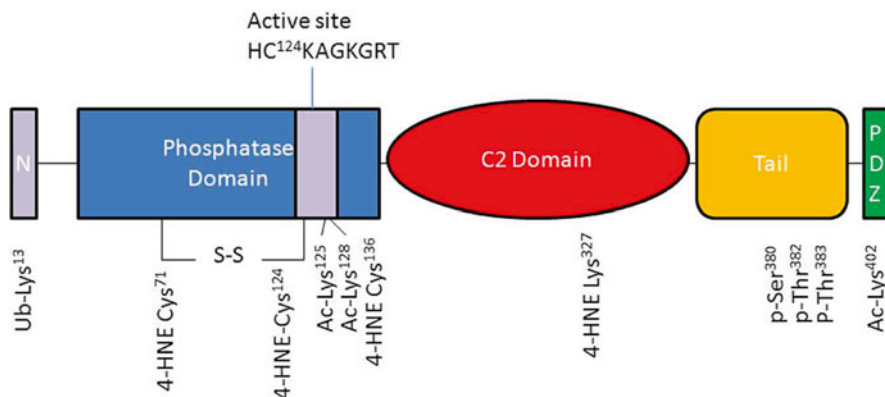 Active site
HC¹²⁴KAGKGRT
N
Phosphatase
Domain
C2 Domain
Tail
P
D
Z
S-S
Ub-Lys¹³
4-HNE Cys⁷¹
4-HNE-Cys¹²⁴
Ac-Lys¹²⁵
Ac-Lys¹²⁸
4-HNE Cys¹³⁶
4-HNE Lys³²⁷
p-Ser³⁸⁰
p-Thr³⁸²
P-Thr³⁸³
Ac-Lys⁴⁰²